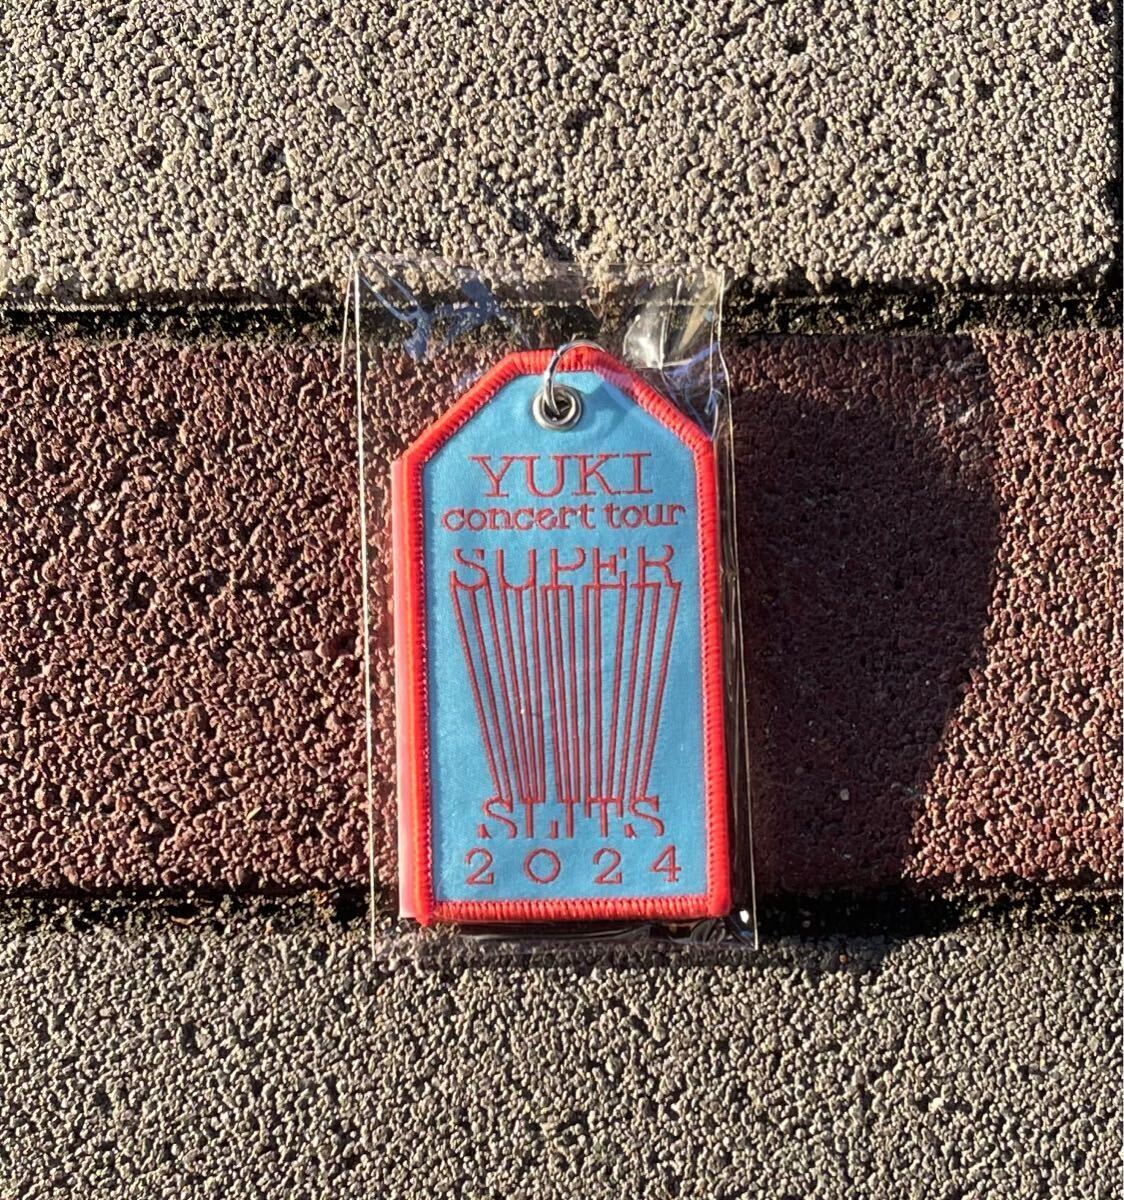 YUKI
concert tour
SUPER
SLITS
2024